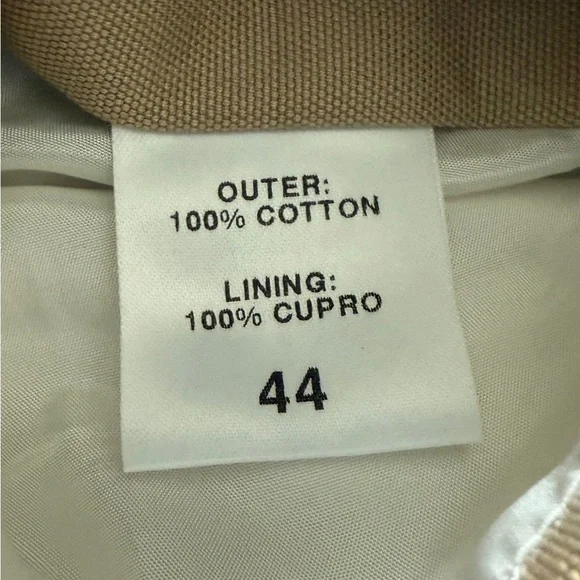 OUTER:
100% COTTON
LINING:
100% CUPRO
44